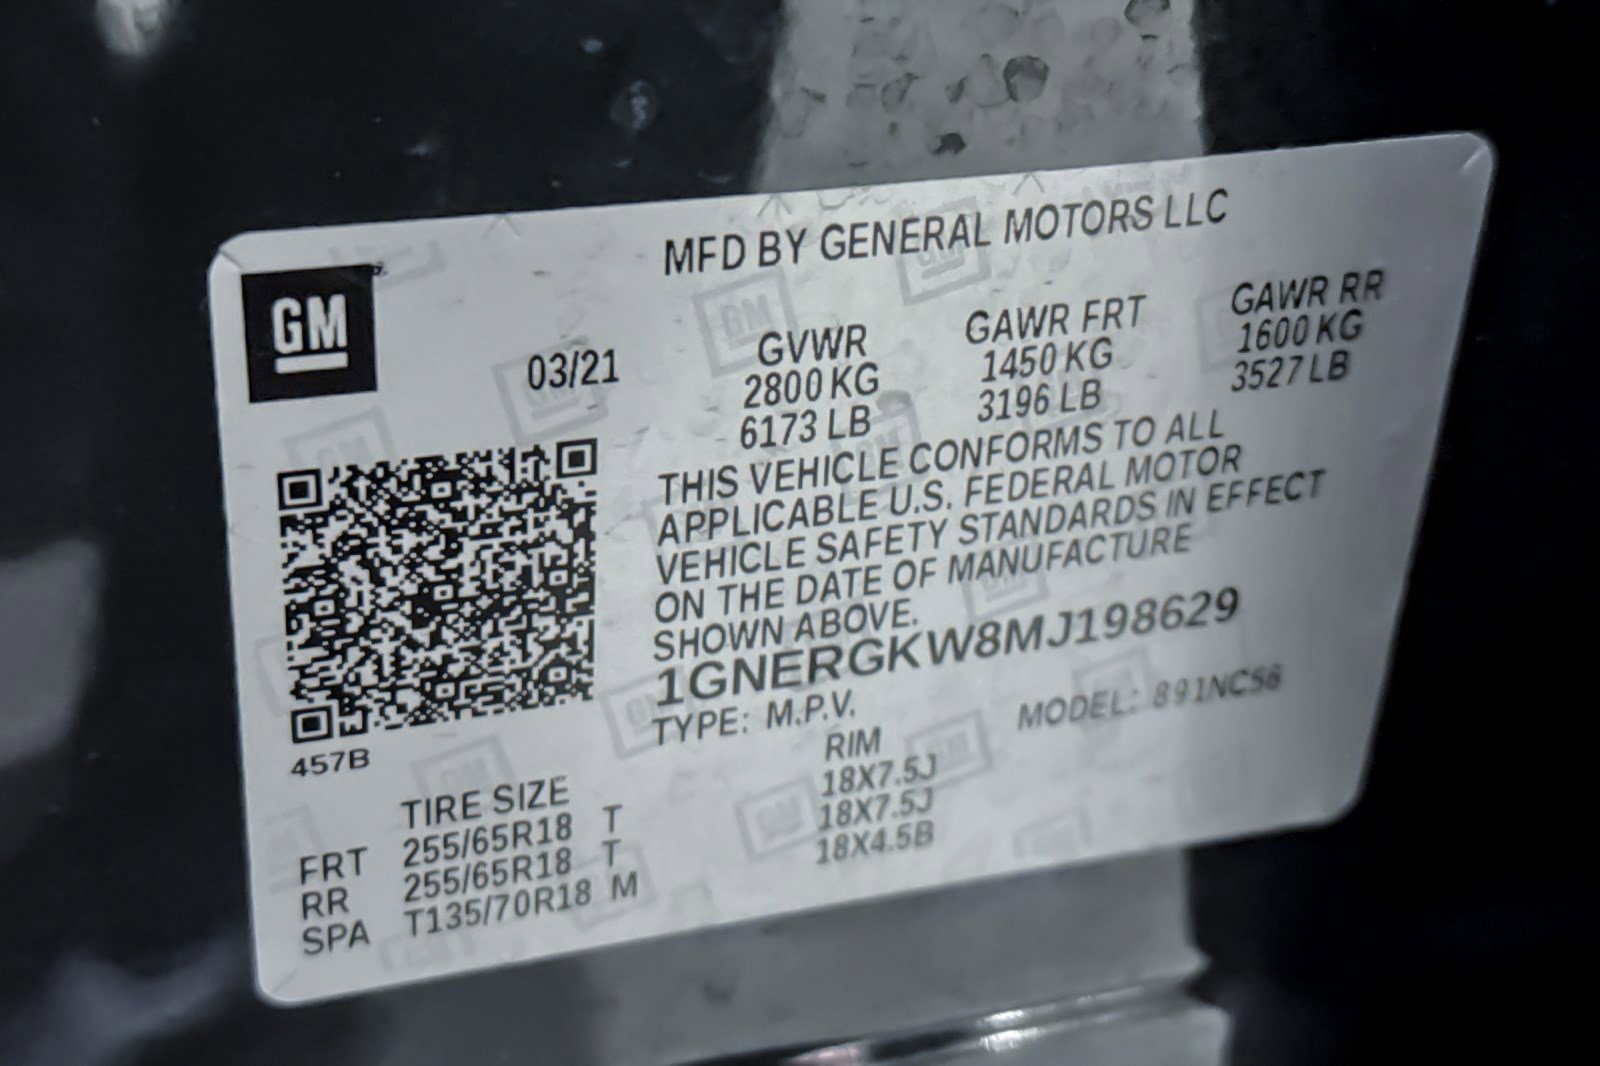 MFD BY GENERAL MOTORS LLC
GM
03/21
GVWR GAWR FRT GAWR RR
2800 KG 1450 KG 1600 KG
6173 LB 3196 LB 3527 LB
THIS VEHICLE CONFORMS TO ALL
APPLICABLE U.S. FEDERAL MOTOR
VEHICLE SAFETY STANDARDS IN EFFECT
ON THE DATE OF MANUFACTURE
SHOWN ABOVE.
1GNERGKW8MJ198629
TYPE: M.P.V. MODEL: 891NC56
457B
TIRE SIZE RIM
FRT 255/65R18 T 18X7.5J
RR 255/65R18 T 18X7.5J
SPA T135/70R18 M 18X4.5B